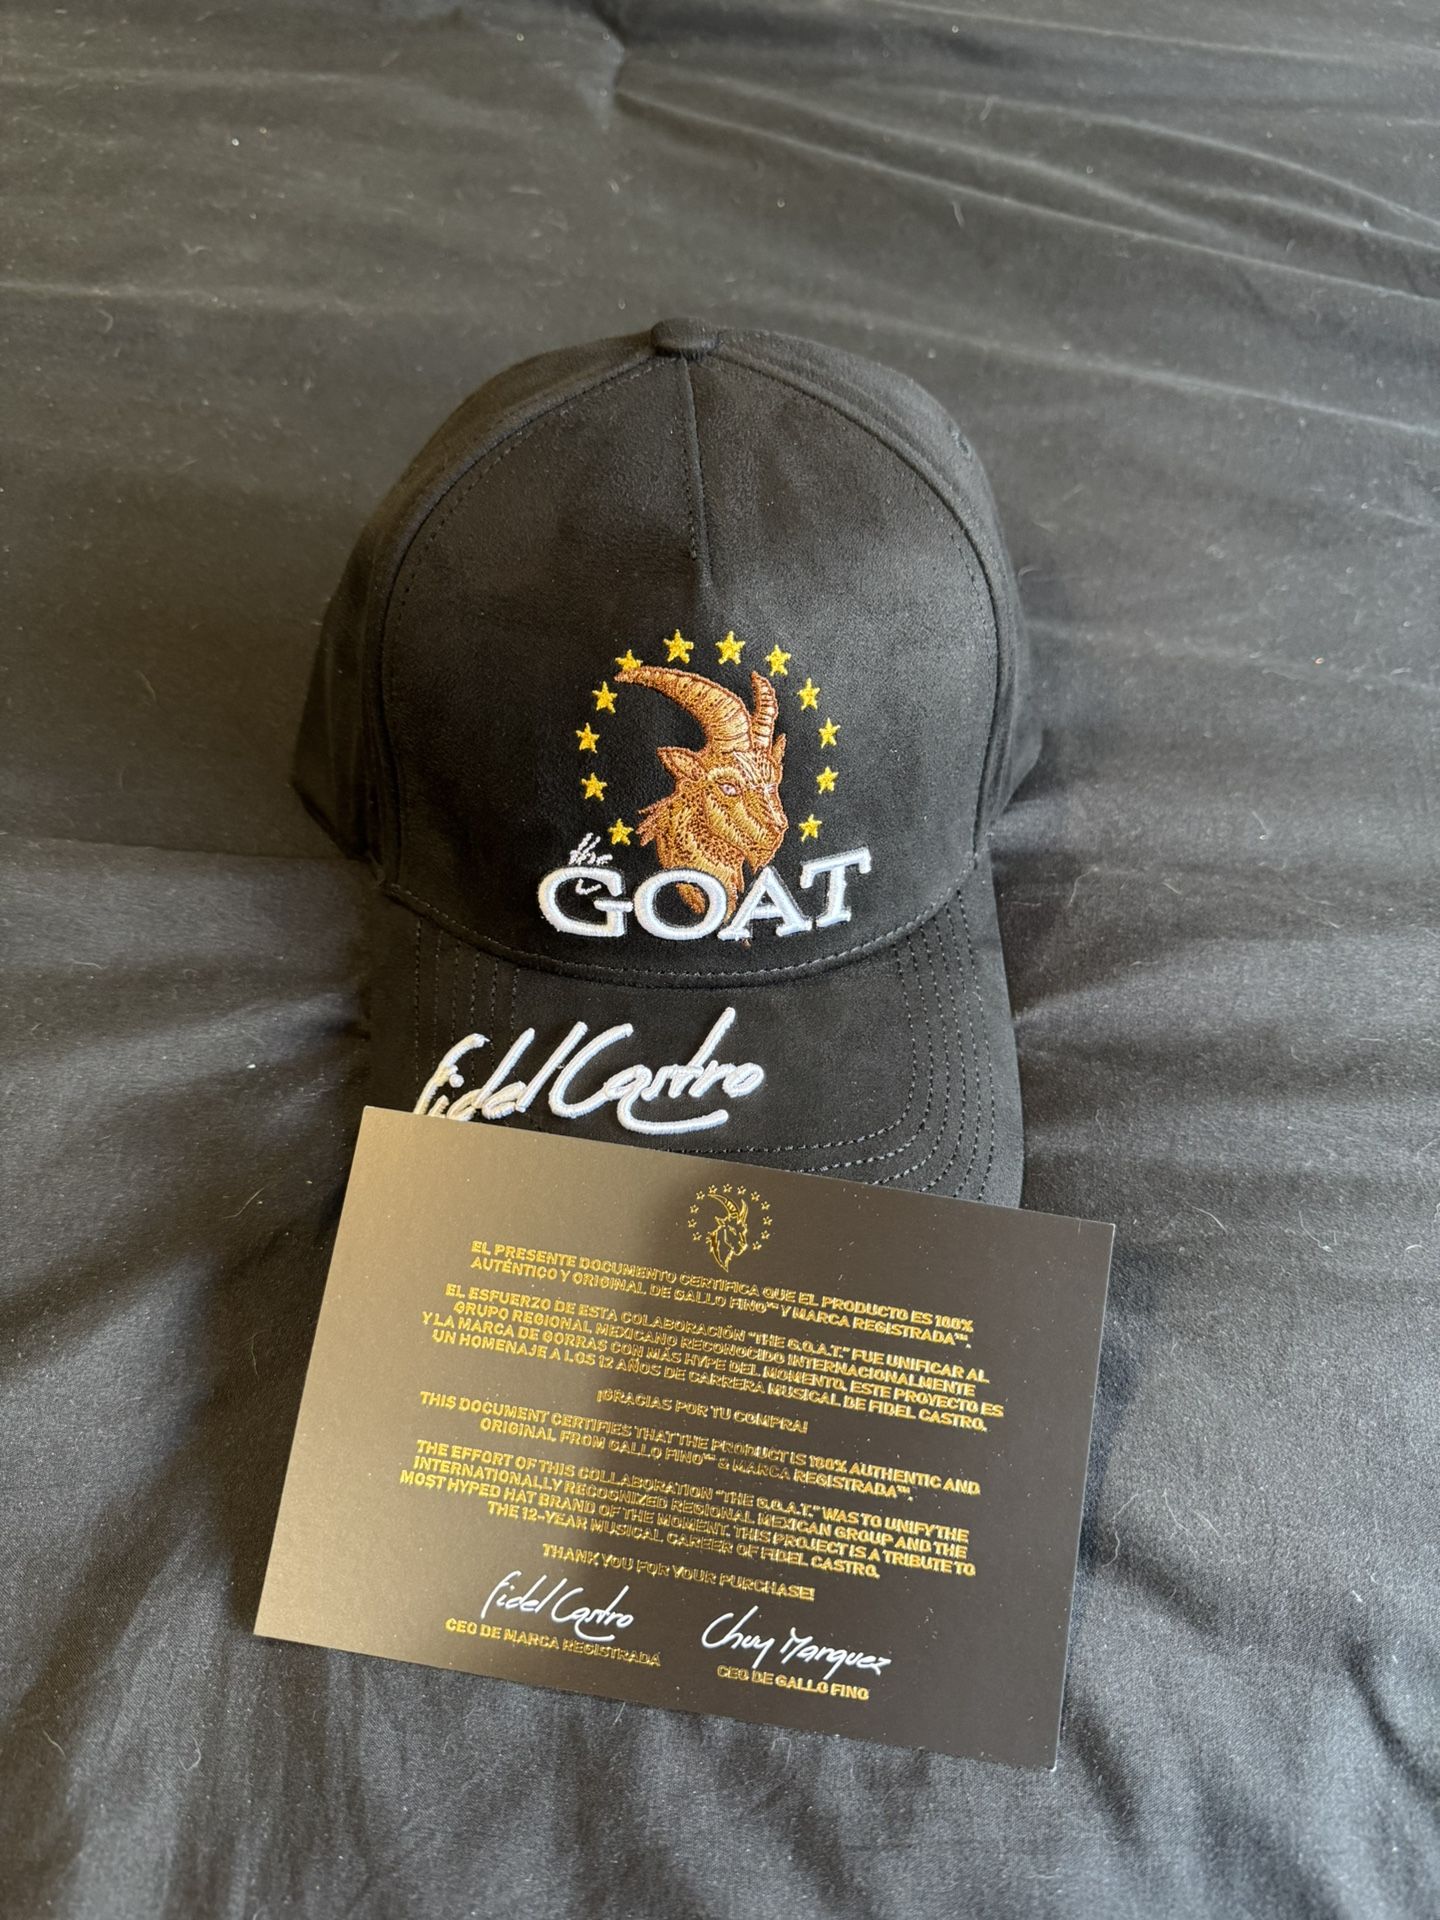 the
GOAT
Fidel Castro
EL PRESENTE DOCUMENTO CERTIFICA QUE EL PRODUCTO ES 100%
AUTÉNTICO Y ORIGINAL DE GALLO FINO™ Y MARCA REGISTRADA™.
EL ESFUERZO DE ESTA COLABORACIÓN "THE G.O.A.T." FUE UNIFICAR AL
GRUPO REGIONAL MEXICANO RECONOCIDO INTERNACIONALMENTE
Y LA MARCA DE GORRAS CON MÁS HYPE DEL MOMENTO. ESTE PROYECTO ES
UN HOMENAJE A LOS 12 AÑOS DE CARRERA MUSICAL DE FIDEL CASTRO.
¡GRACIAS POR TU COMPRA!
THIS DOCUMENT CERTIFIES THAT THE PRODUCT IS 100% AUTHENTIC AND
ORIGINAL FROM GALLO FINO™ & MARCA REGISTRADA™.
THE EFFORT OF THIS COLLABORATION "THE G.O.A.T." WAS TO UNIFY THE
INTERNATIONALLY RECOGNIZED REGIONAL MEXICAN GROUP AND THE
MOST HYPED HAT BRAND OF THE MOMENT. THIS PROJECT IS A TRIBUTE TO
THE 12-YEAR MUSICAL CAREER OF FIDEL CASTRO.
THANK YOU FOR YOUR PURCHASE!
Fidel Castro
CEO DE MARCA REGISTRADA
Chuy Marquez
CEO DE GALLO FINO